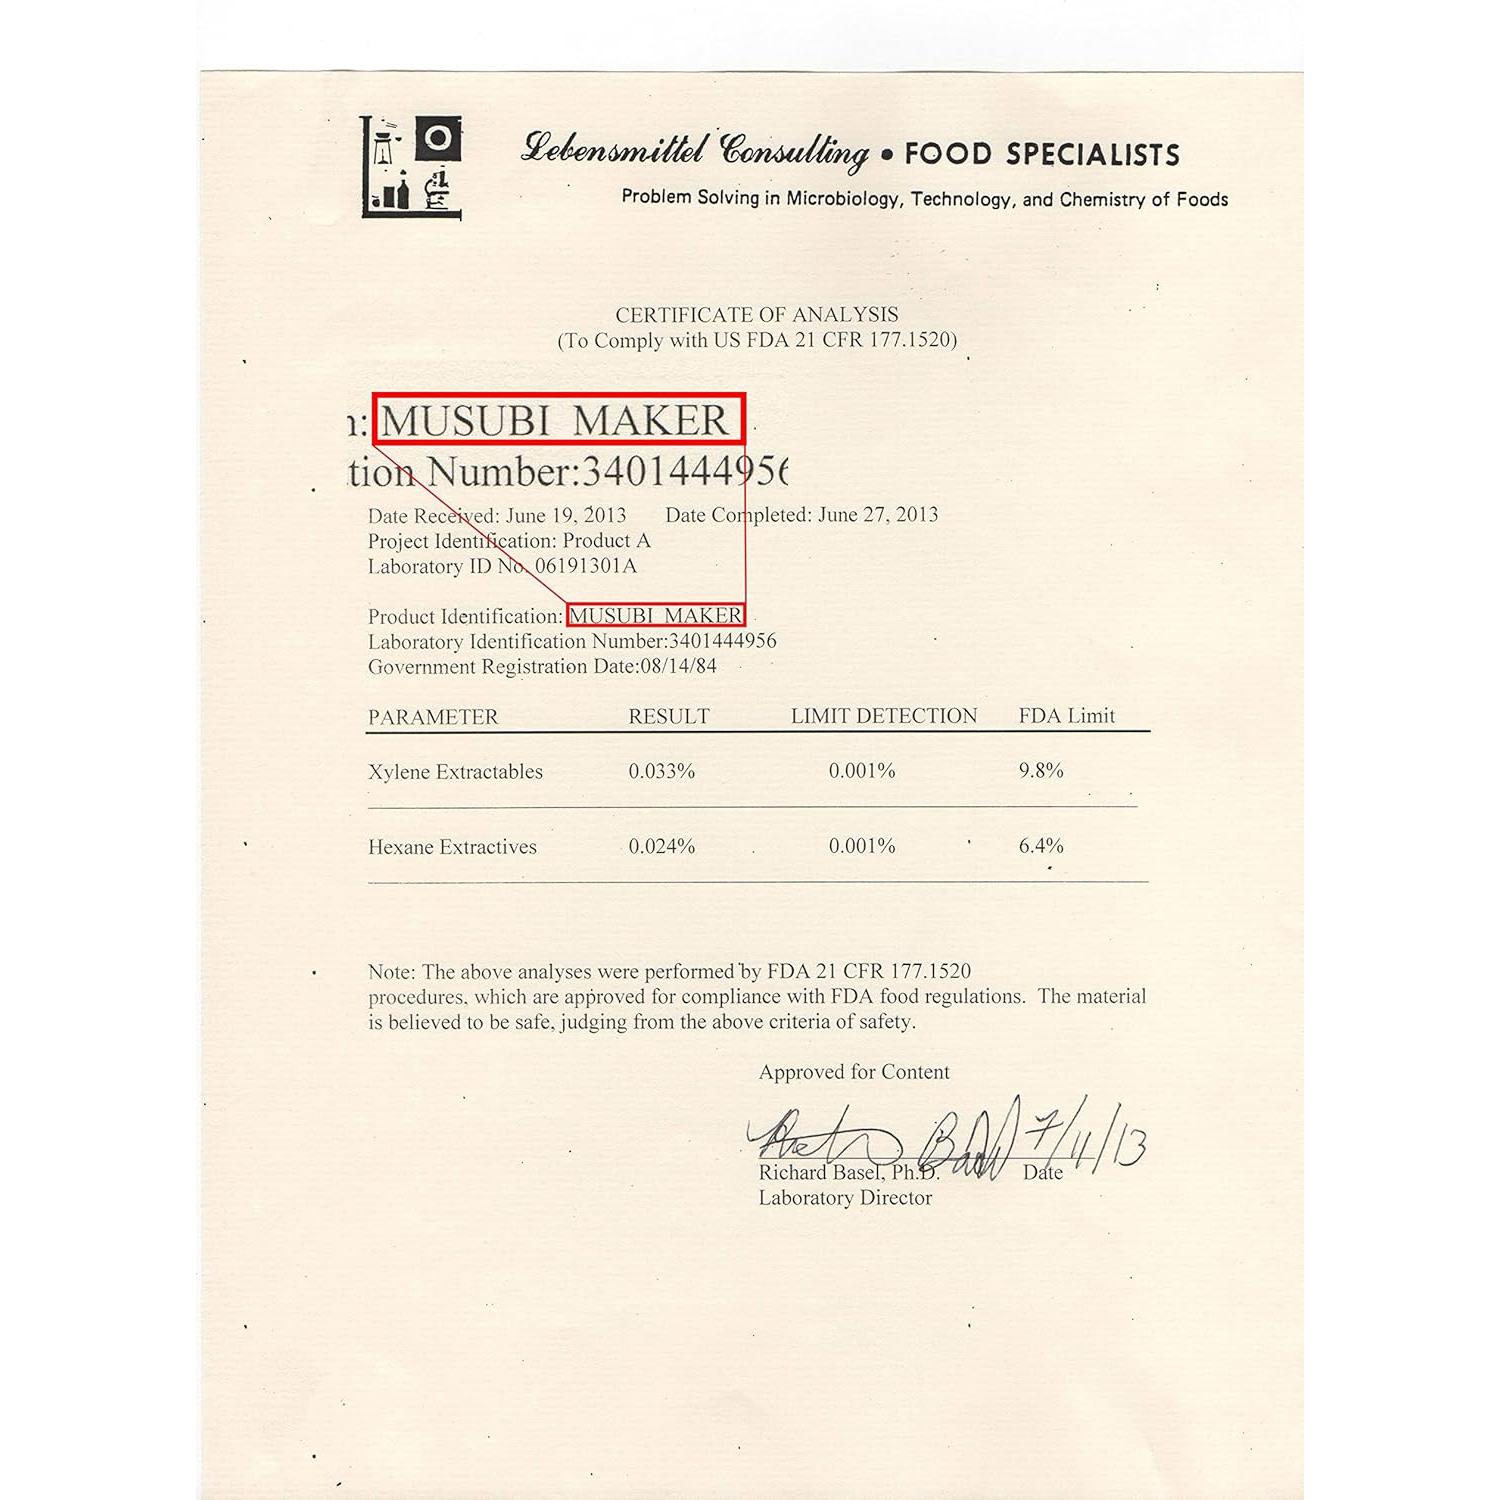 Lebensmittel Consulting • FOOD SPECIALISTS
Problem Solving in Microbiology, Technology, and Chemistry of Foods
CERTIFICATE OF ANALYSIS
(To Comply with US FDA 21 CFR 177.1520)
: MUSUBI MAKER
tion Number:340144495
Date Received: June 19, 2013 Date Completed: June 27, 2013
Project Identification: Product A
Laboratory ID No. 06191301A
Product Identification: MUSUBI MAKER
Laboratory Identification Number:3401444956
Government Registration Date:08/14/84
PARAMETER RESULT LIMIT DETECTION FDA Limit
Xylene Extractables 0.033% 0.001% 9.8%
Hexane Extractives 0.024% 0.001% 6.4%
Note: The above analyses were performed by FDA 21 CFR 177.1520
procedures, which are approved for compliance with FDA food regulations. The material
is believed to be safe, judging from the above criteria of safety.
Approved for Content
7/11/13
Richard Basel, Ph.D. Date
Laboratory Director